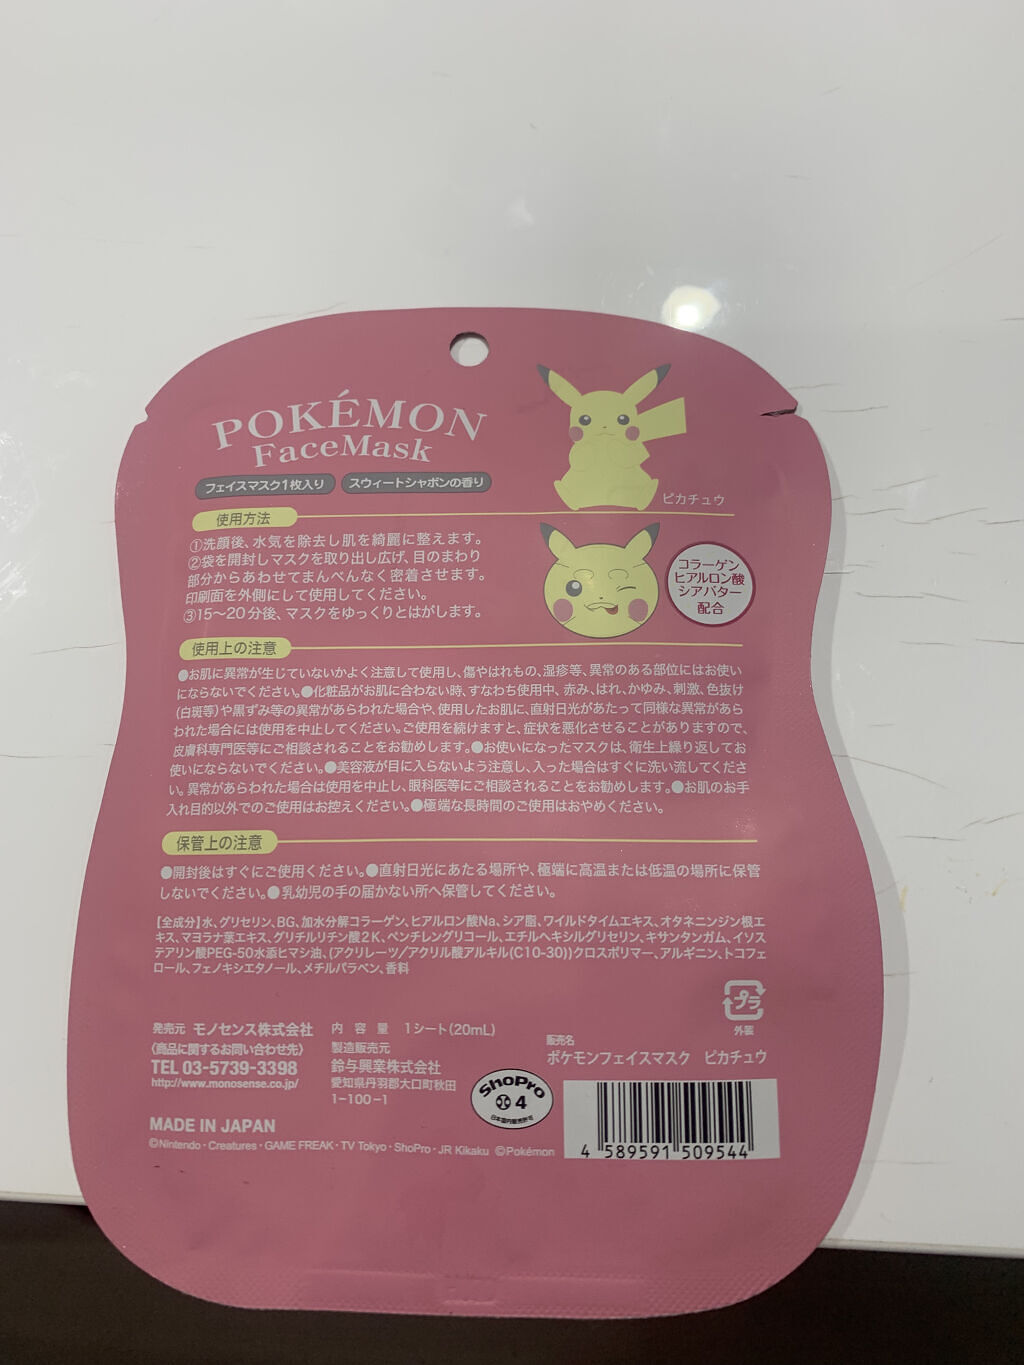 POKÉMON
FaceMask
フェイスマスク1枚入り
スウィートシャボンの香り
ピカチュウ
使用方法
①洗顔後、水気を除去し肌を綺麗に整えます。
②袋を開封しマスクを取り出し広げ、目のまわり
部分からあわせてまんべんなく密着させます。
印刷面を外側にして使用してください。
③15〜20分後、マスクをゆっくりとはがします。
コラーゲン
ヒアルロン酸
シアバター
配合
使用上の注意
●お肌に異常が生じていないかよく注意して使用し、傷やはれもの、湿疹等、異常のある部位にはお使い
にならないでください。●化粧品がお肌に合わない時、すなわち使用中、赤み、はれ、かゆみ、刺激、色抜け
(白斑等)や黒ずみ等の異常があらわれた場合や、使用したお肌に、直射日光があたって同様な異常があら
われた場合には使用を中止してください。ご使用を続けますと、症状を悪化させることがありますので、
皮膚科専門医等にご相談されることをお勧めします。●お使いになったマスクは、衛生上繰り返してお
使いにならないでください。●美容液が目に入らないよう注意し、入った場合はすぐに洗い流してくださ
い。異常があらわれた場合は使用を中止し、眼科医等にご相談されることをお勧めします。●お肌のお手
入れ目的以外でのご使用はお控えください。●極端な長時間のご使用はおやめください。
保管上の注意
●開封後はすぐにご使用ください。●直射日光にあたる場所や、極端に高温または低温の場所に保管
しないでください。●乳幼児の手の届かない所へ保管してください。
[全成分]水、グリセリン、BG、加水分解コラーゲン、ヒアルロン酸Na、シア脂、ワイルドタイムエキス、オタネニンジン根エ
キス、マヨラナ葉エキス、グリチルリチン酸2K、ペンチレングリコール、エチルヘキシルグリセリン、キサンタンガム、イソス
テアリン酸PEG-50水添ヒマシ油、(アクリレーツ/アクリル酸アルキル(C10-30))クロスポリマー、アルギニン、トコフェ
ロール、フェノキシエタノール、メチルパラベン、香料
プラ
外装
発売元 モノセンス株式会社
(商品に関するお問い合わせ先)
TEL 03-5739-3398
http://www.monosense.co.jp/
内容量 1シート(20mL)
製造販売元
鈴与興業株式会社
愛知県丹羽郡大口町秋田
1-100-1
販売名
ポケモンフェイスマスク ピカチュウ
ShoPro
4
日本国内販売許可
4 589591 509544
MADE IN JAPAN
©Nintendo・Creatures・GAME FREAK・TV Tokyo・ShoPro・JR Kikaku ©Pokémon